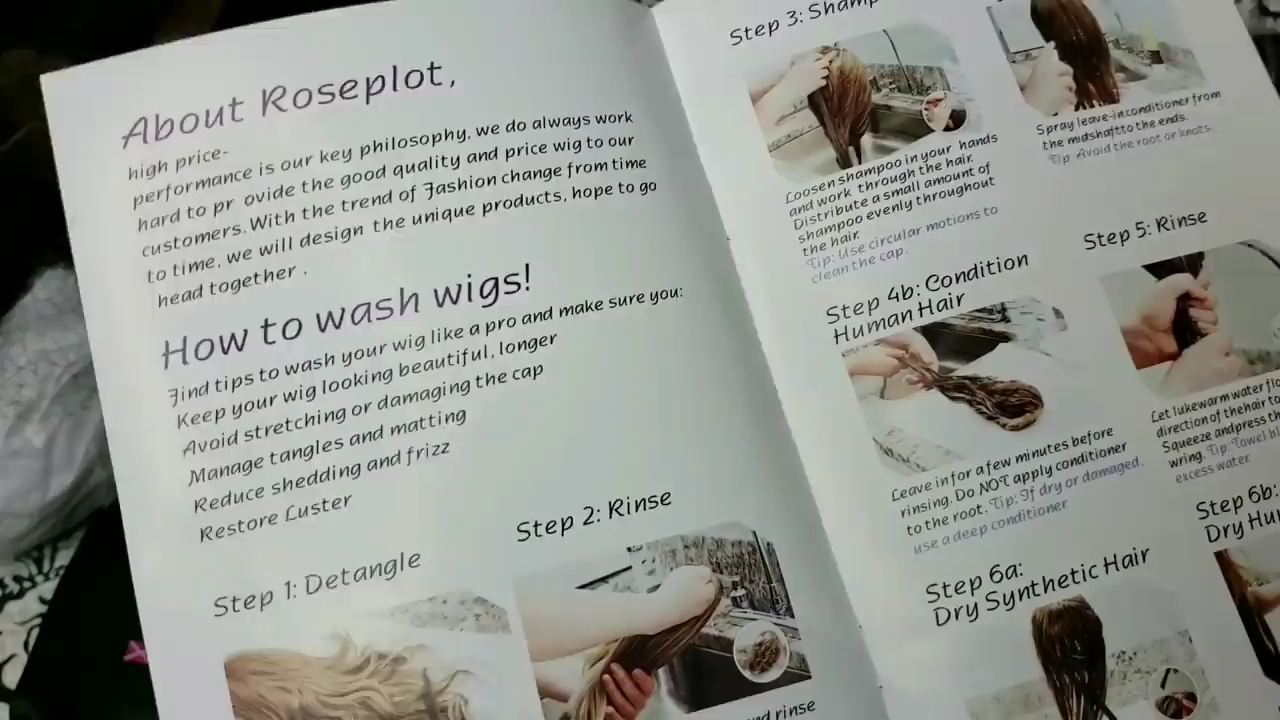 About Roseplot,
high price-
performance is our key philosophy, we do always work
hard to pr ovide the good quality and price wig to our
customers. With the trend of Fashion change from time
to time, we will design the unique products, hope to go
head together .
How to wash wigs!
Find tips to wash your wig like a pro and make sure you:
Keep your wig looking beautiful, longer
Avoid stretching or damaging the cap
Manage tangles and matting
Reduce shedding and frizz
Restore Luster
Step 1: Detangle
Step 2: Rinse
and rinse
Step 3:
Loosen shampoo in your hands
and work through the hair.
Distribute a small amount of
shampoo evenly throughout
the hair.
Tip: Use circular motions to
clean the cap.
Spray leave-in conditioner from
the midshaft to the ends.
Tip: Avoid the root or knots.
Step 4b: Condition
Human Hair
Leave in for a few minutes before
rinsing. Do NOT apply conditioner
to the root. Tip: If dry or damaged,
use a deep conditioner.
Step 5: Rinse
Let lukewarm water
direction of the hair to
Squeeze and press the
wring. Tip: Towel
excess water.
Step 6a:
Dry Synthetic Hair
Step 6b:
Dry